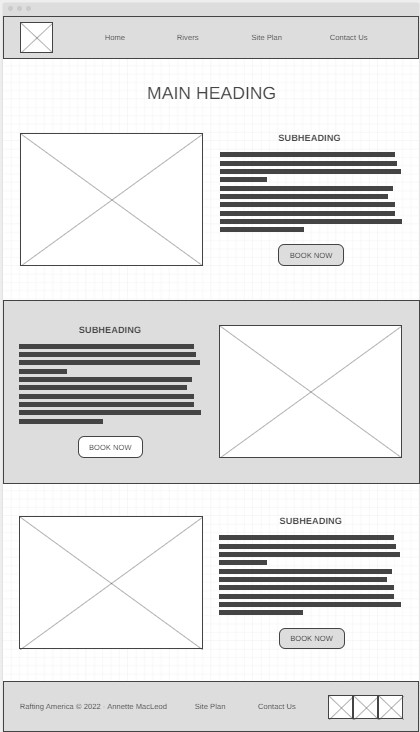 Home Rivers Site Plan Contact Us
MAIN HEADING
SUBHEADING
BOOK NOW
SUBHEADING
BOOK NOW
SUBHEADING
BOOK NOW
Rafting America © 2022 · Annette MacLeod Site Plan Contact Us